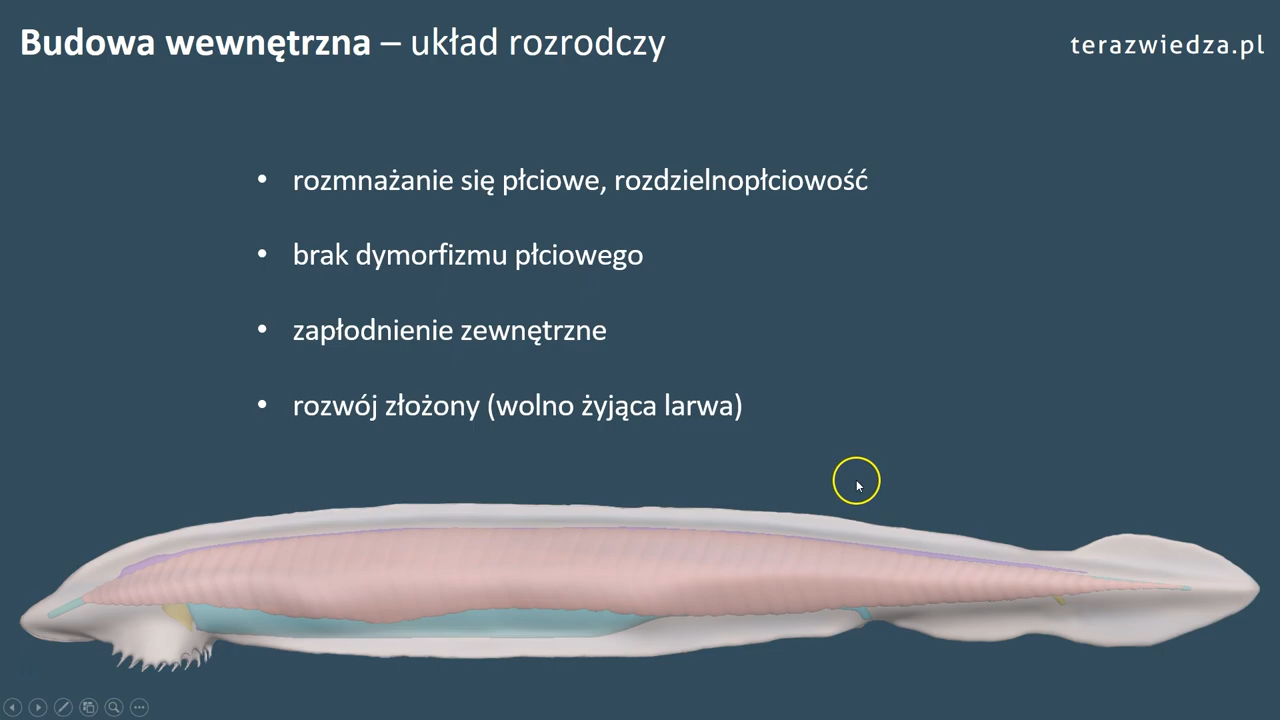 Budowa wewnętrzna – układ rozrodczy
terazwiedza.pl
• rozmnażanie się płciowe, rozdzielnopłciowość
• brak dymorfizmu płciowego
• zapłodnienie zewnętrzne
• rozwój złożony (wolno żyjąca larwa)